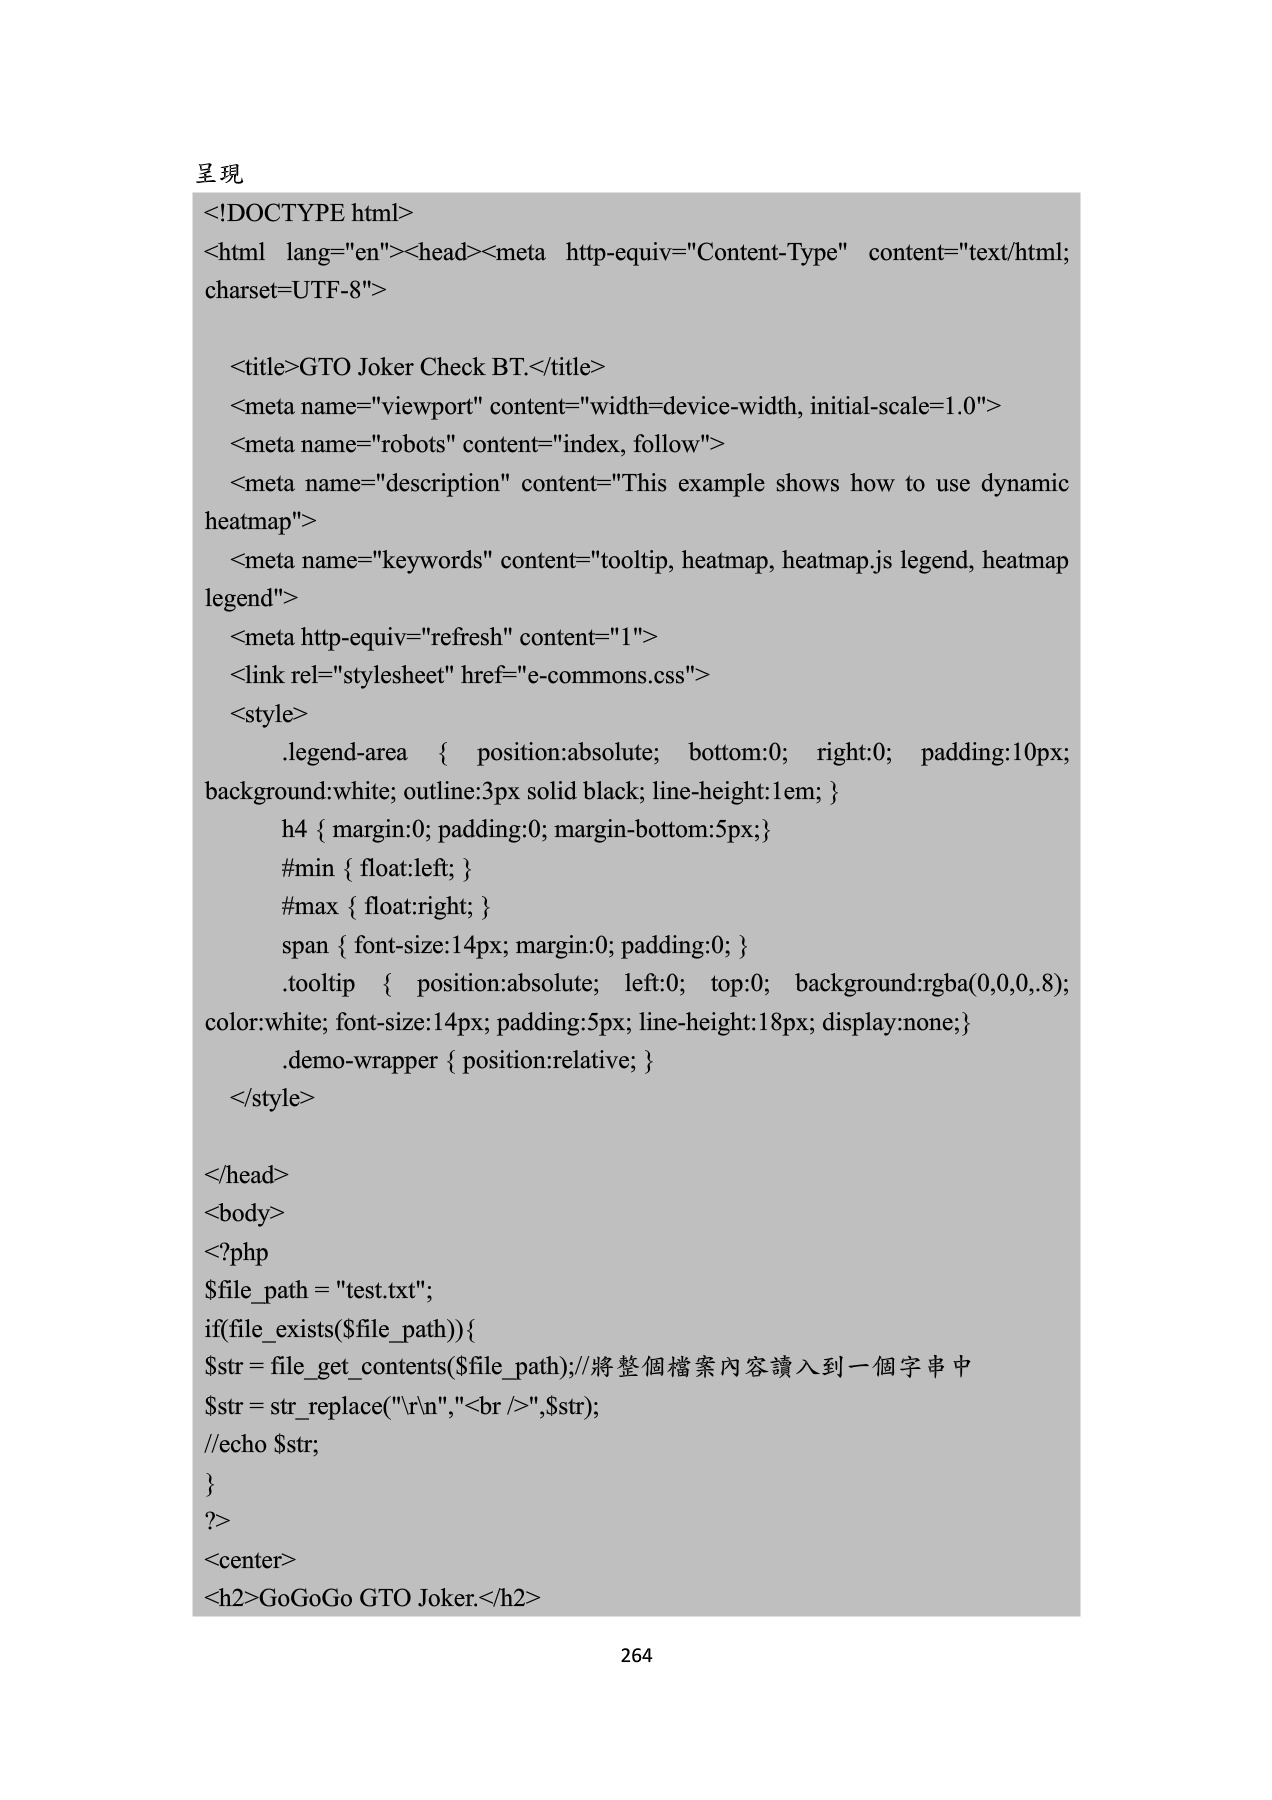 呈現
<!DOCTYPE html>
<html lang="en"><head><meta http-equiv="Content-Type" content="text/html;
charset=UTF-8">
<title>GTO Joker Check BT.</title>
<meta name="viewport" content="width=device-width, initial-scale=1.0">
<meta name="robots" content="index, follow">
<meta name="description" content="This example shows how to use dynamic
heatmap">
<meta name="keywords" content="tooltip, heatmap, heatmap.js legend, heatmap
legend">
<meta http-equiv="refresh" content="1">
<link rel="stylesheet" href="e-commons.css">
<style>
.legend-area { position:absolute; bottom:0; right:0; padding:10px;
background:white; outline:3px solid black; line-height:1em; }
h4 { margin:0; padding:0; margin-bottom:5px;}
#min { float:left; }
#max { float:right; }
span { font-size:14px; margin:0; padding:0; }
.tooltip { position:absolute; left:0; top:0; background:rgba(0,0,0,.8);
color:white; font-size:14px; padding:5px; line-height:18px; display:none;}
.demo-wrapper { position:relative; }
</style>
</head>
<body>
<?php
$file_path = "test.txt";
if(file_exists($file_path)){
$str = file_get_contents($file_path);//將整個檔案內容讀入到一個字串中
$str = str_replace("\r\n","<br />",$str);
//echo $str;
}
?>
<center>
<h2>GoGoGo GTO Joker.</h2>
264